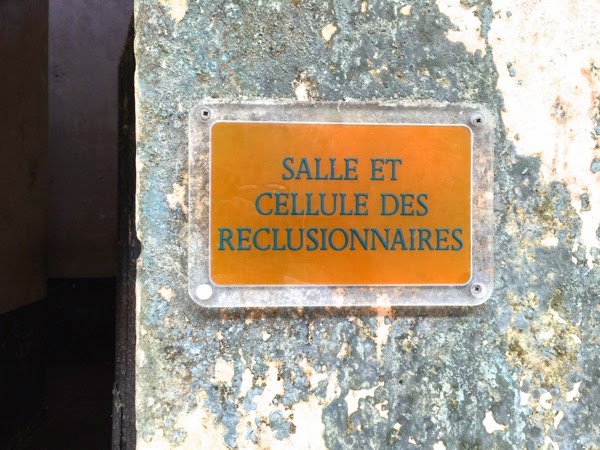 SALLE ET
CELLULE DES
RECLUSIONNAIRES